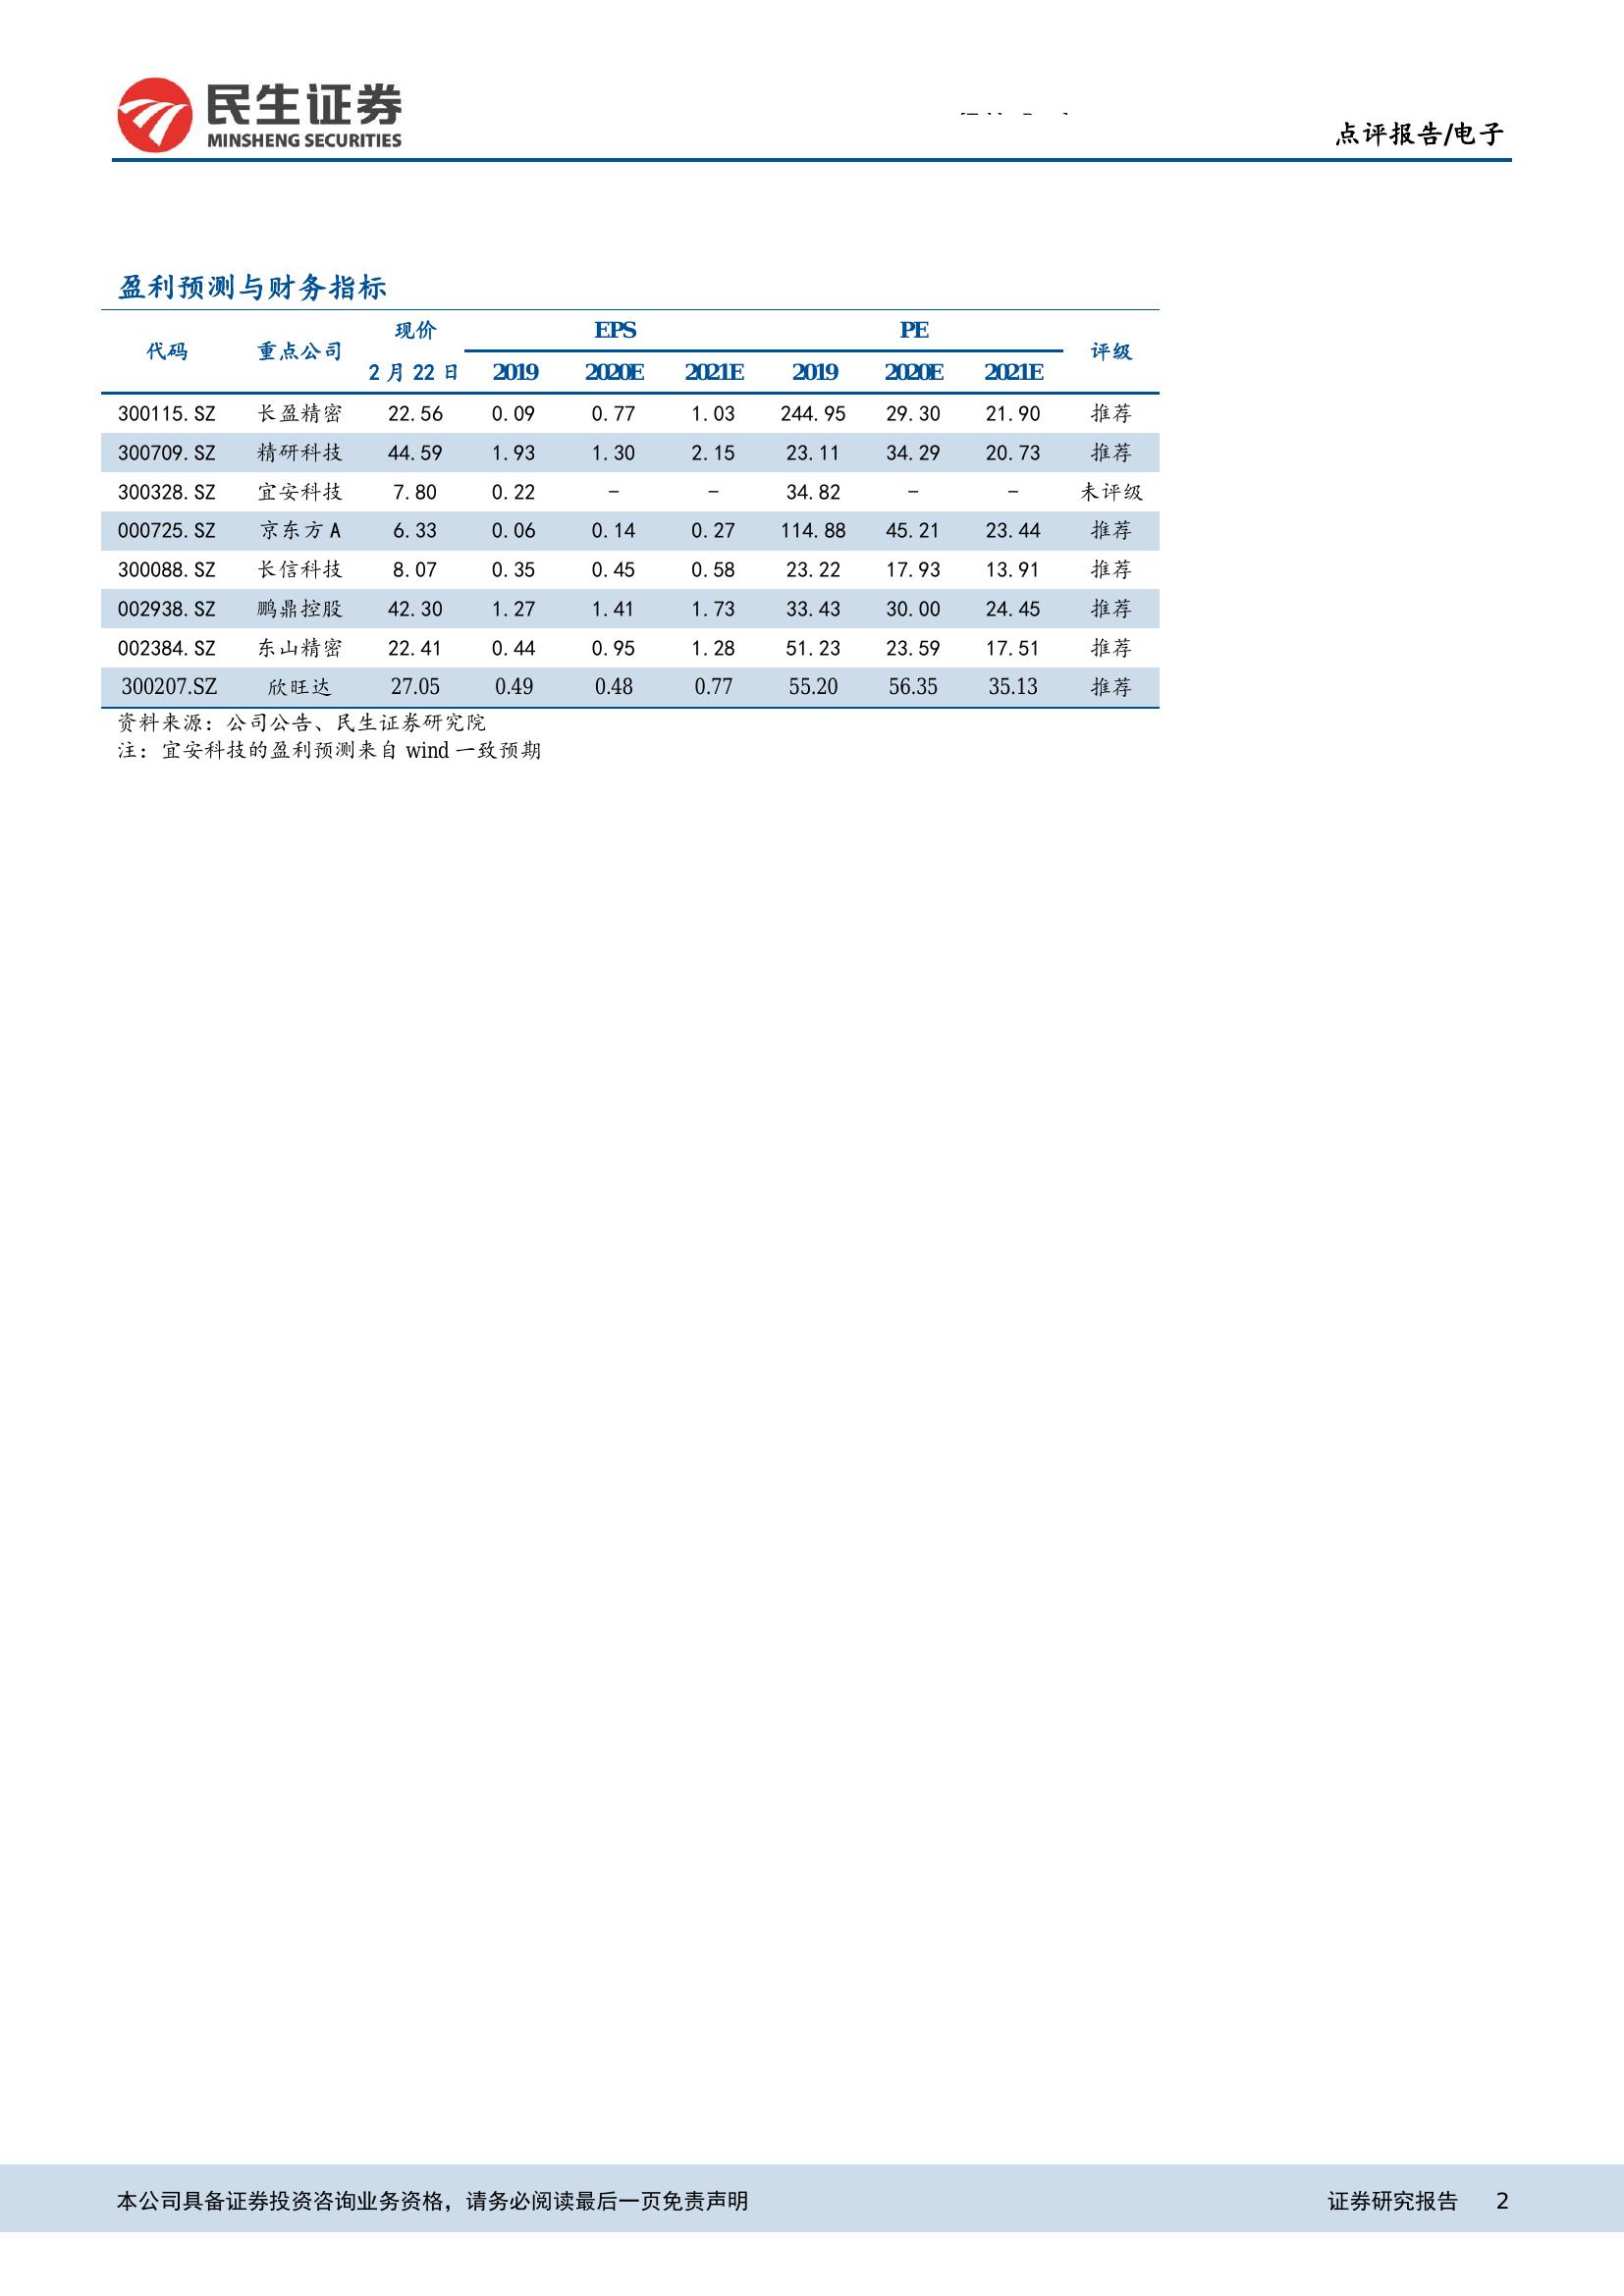 民生证券
MINSHENG SECURITIES
点评报告/电子
盈利预测与财务指标
代码 重点公司 现价 EPS PE 评级
2 月 22 日 2019 2020E 2021E 2019 2020E 2021E
300115.SZ 长盈精密 22.56 0.09 0.77 1.03 244.95 29.30 21.90 推荐
300709.SZ 精研科技 44.59 1.93 1.30 2.15 23.11 34.29 20.73 推荐
300328.SZ 宜安科技 7.80 0.22 - - 34.82 - - 未评级
000725.SZ 京东方 A 6.33 0.06 0.14 0.27 114.88 45.21 23.44 推荐
300088.SZ 长信科技 8.07 0.35 0.45 0.58 23.22 17.93 13.91 推荐
002938.SZ 鹏鼎控股 42.30 1.27 1.41 1.73 33.43 30.00 24.45 推荐
002384.SZ 东山精密 22.41 0.44 0.95 1.28 51.23 23.59 17.51 推荐
300207.SZ 欣旺达 27.05 0.49 0.48 0.77 55.20 56.35 35.13 推荐
资料来源：公司公告、民生证券研究院
注：宜安科技的盈利预测来自 wind 一致预期
本公司具备证券投资咨询业务资格，请务必阅读最后一页免责声明 证券研究报告 2